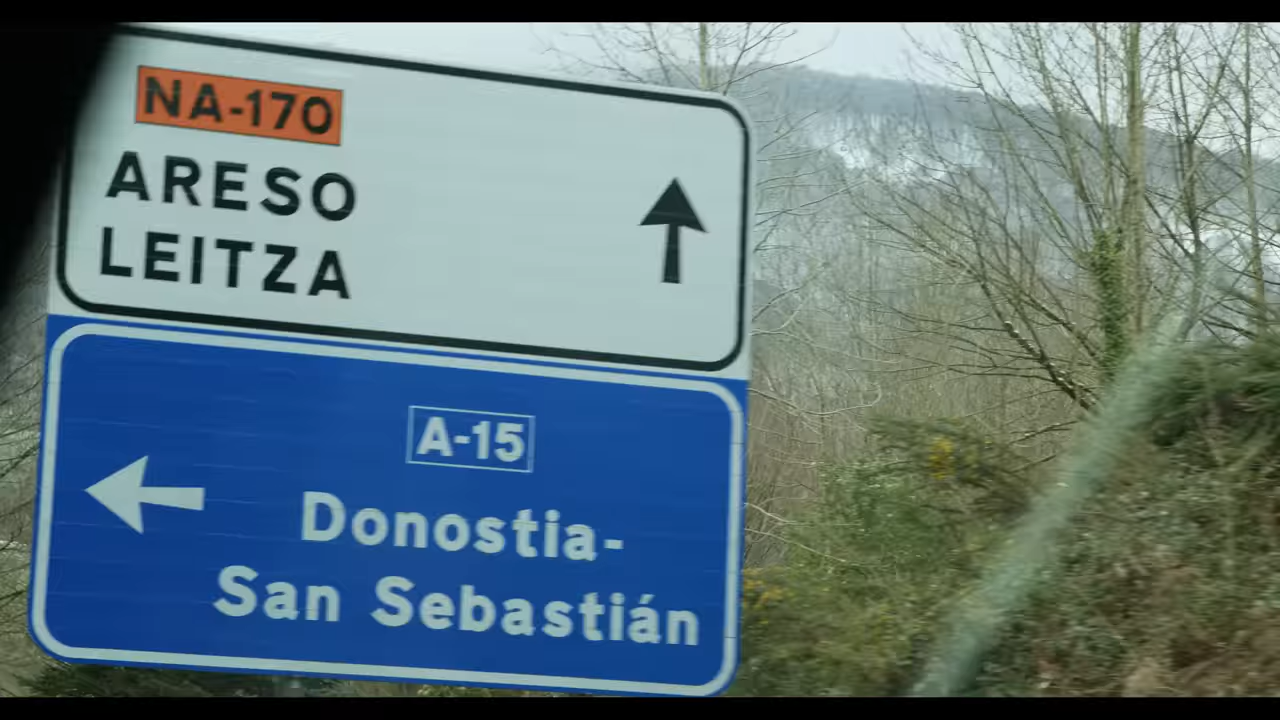 NA-170
ARESO
LEITZA
A-15
Donostia-
San Sebastián